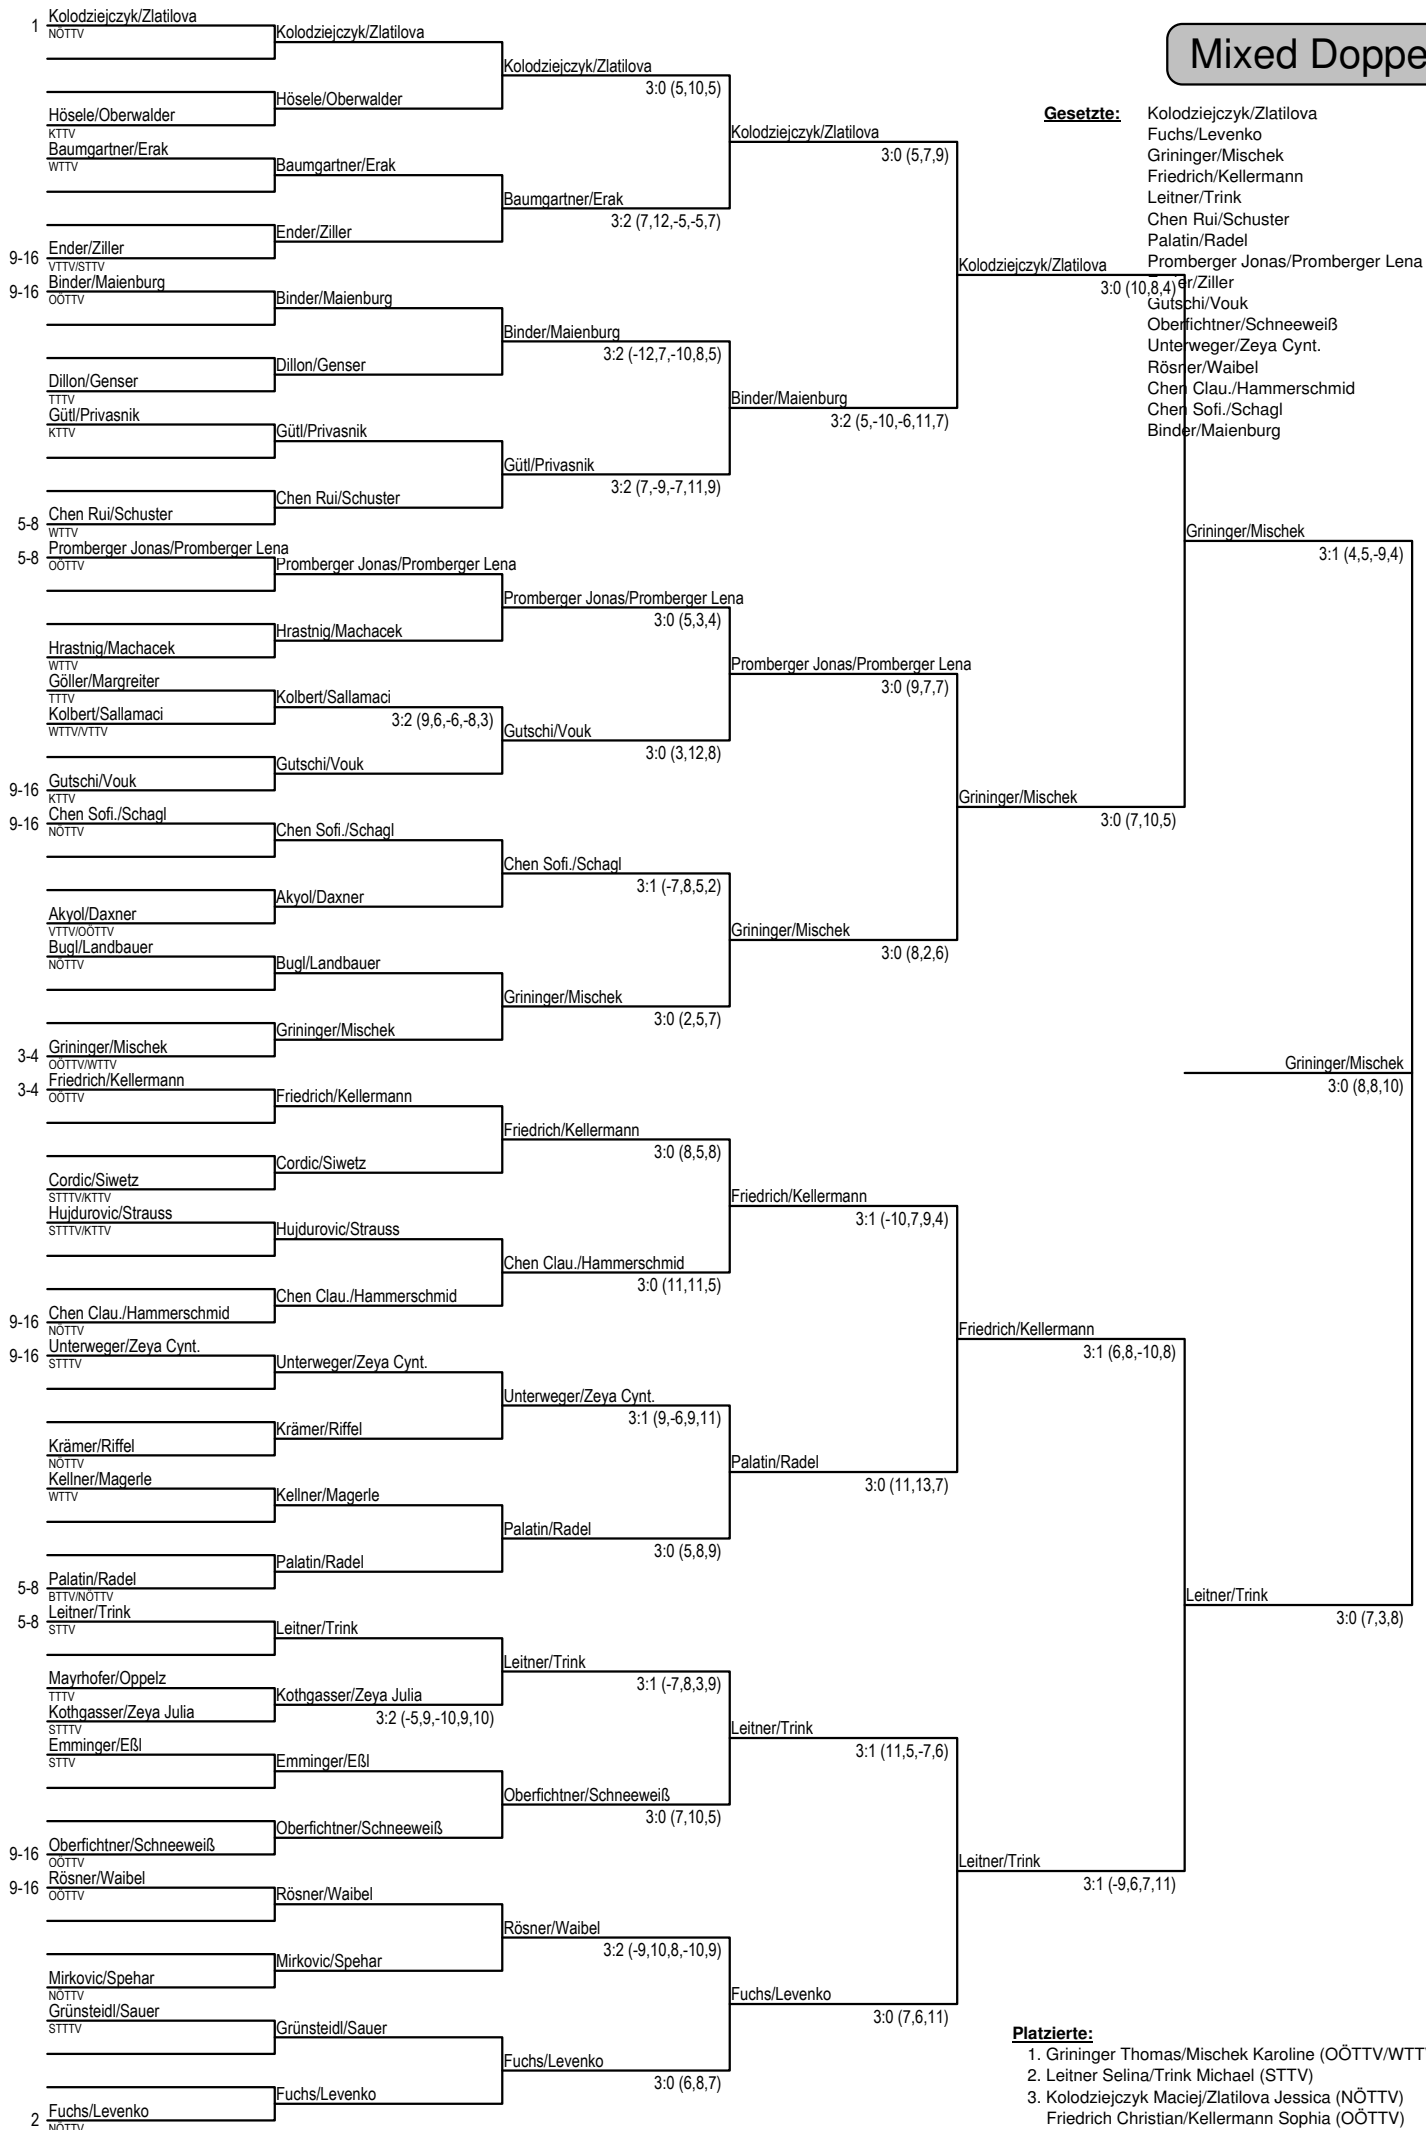 Mixed Doppe
Gesetzte:
Kolodziejczyk/Zlatilova
Fuchs/Levenko
Grininger/Mischek
Friedrich/Kellermann
Leitner/Trink
Chen Rui/Schuster
Palatin/Radel
Promberger Jonas/Promberger Lena
er/Ziller
Gutschi/Vouk
Oberfichtner/Schneeweiß
Unterweger/Zeya Cynt.
Rösner/Waibel
Chen Clau./Hammerschmid
Chen Sofi./Schagl
Binder/Maienburg
1 Kolodziejczyk/Zlatilova
NÖTTV
Hösele/Oberwalder
KTTV
Baumgartner/Erak
WTTV
9-16 Ender/Ziller
VTTV/STTV
9-16 Binder/Maienburg
OÖTTV
Dillon/Genser
TTTV
Gütl/Privasnik
KTTV
5-8 Chen Rui/Schuster
WTTV
5-8 Promberger Jonas/Promberger Lena
OÖTTV
Hrastnig/Machacek
WTTV
Göller/Margreiter
TTTV
Kolbert/Sallamaci
WTTV/VTTV
9-16 Gutschi/Vouk
KTTV
9-16 Chen Sofi./Schagl
NÖTTV
Akyol/Daxner
VTTV/OÖTTV
Bugl/Landbauer
NÖTTV
3-4 Grininger/Mischek
OÖTTV/WTTV
3-4 Friedrich/Kellermann
OÖTTV
Cordic/Siwetz
STTTV/KTTV
Hujdurovic/Strauss
STTTV/KTTV
9-16 Chen Clau./Hammerschmid
NÖTTV
9-16 Unterweger/Zeya Cynt.
STTTV
Krämer/Riffel
NÖTTV
Kellner/Magerle
WTTV
5-8 Palatin/Radel
BTTV/NÖTTV
5-8 Leitner/Trink
STTV
Mayrhofer/Oppelz
TTTV
Kothgasser/Zeya Julia
STTTV
Emminger/Eßl
STTV
9-16 Oberfichtner/Schneeweiß
OÖTTV
9-16 Rösner/Waibel
OÖTTV
Mirkovic/Spehar
NÖTTV
Grünsteidl/Sauer
STTTV
2 Fuchs/Levenko
NÖTTV
Kolodziejczyk/Zlatilova
Hösele/Oberwalder
Baumgartner/Erak
Ender/Ziller
Binder/Maienburg
Dillon/Genser
Gütl/Privasnik
Chen Rui/Schuster
Promberger Jonas/Promberger Lena
Hrastnig/Machacek
Kolbert/Sallamaci
3:2 (9,6,-6,-8,3)
Gutschi/Vouk
Chen Sofi./Schagl
Akyol/Daxner
Bugl/Landbauer
Grininger/Mischek
Friedrich/Kellermann
Cordic/Siwetz
Hujdurovic/Strauss
Chen Clau./Hammerschmid
Unterweger/Zeya Cynt.
Krämer/Riffel
Kellner/Magerle
Palatin/Radel
Leitner/Trink
Kothgasser/Zeya Julia
3:2 (-5,9,-10,9,10)
Emminger/Eßl
Oberfichtner/Schneeweiß
Rösner/Waibel
Mirkovic/Spehar
Grünsteidl/Sauer
Fuchs/Levenko
Kolodziejczyk/Zlatilova
3:0 (5,10,5)
Baumgartner/Erak
3:2 (7,12,-5,-5,7)
Binder/Maienburg
3:2 (-12,7,-10,8,5)
Gütl/Privasnik
3:2 (7,-9,-7,11,9)
Promberger Jonas/Promberger Lena
3:0 (5,3,4)
Gutschi/Vouk
3:0 (3,12,8)
Chen Sofi./Schagl
3:1 (-7,8,5,2)
Grininger/Mischek
3:0 (2,5,7)
Friedrich/Kellermann
3:0 (8,5,8)
Chen Clau./Hammerschmid
3:0 (11,11,5)
Unterweger/Zeya Cynt.
3:1 (9,-6,9,11)
Palatin/Radel
3:0 (5,8,9)
Leitner/Trink
3:1 (-7,8,3,9)
Oberfichtner/Schneeweiß
3:0 (7,10,5)
Rösner/Waibel
3:2 (-9,10,8,-10,9)
Fuchs/Levenko
3:0 (6,8,7)
Kolodziejczyk/Zlatilova
3:0 (5,7,9)
Binder/Maienburg
3:2 (5,-10,-6,11,7)
Promberger Jonas/Promberger Lena
3:0 (9,7,7)
Grininger/Mischek
3:0 (8,2,6)
Friedrich/Kellermann
3:1 (-10,7,9,4)
Palatin/Radel
3:0 (11,13,7)
Leitner/Trink
3:1 (11,5,-7,6)
Fuchs/Levenko
3:0 (7,6,11)
Kolodziejczyk/Zlatilova
3:0 (10,8,4)
Grininger/Mischek
3:0 (7,10,5)
Friedrich/Kellermann
3:1 (6,8,-10,8)
Leitner/Trink
3:1 (-9,6,7,11)
Grininger/Mischek
3:1 (4,5,-9,4)
Leitner/Trink
3:0 (7,3,8)
Grininger/Mischek
3:0 (8,8,10)
Platzierte:
1. Grininger Thomas/Mischek Karoline (OÖTTV/WTT
2. Leitner Selina/Trink Michael (STTV)
3. Kolodziejczyk Maciej/Zlatilova Jessica (NÖTTV)
Friedrich Christian/Kellermann Sophia (OÖTTV)